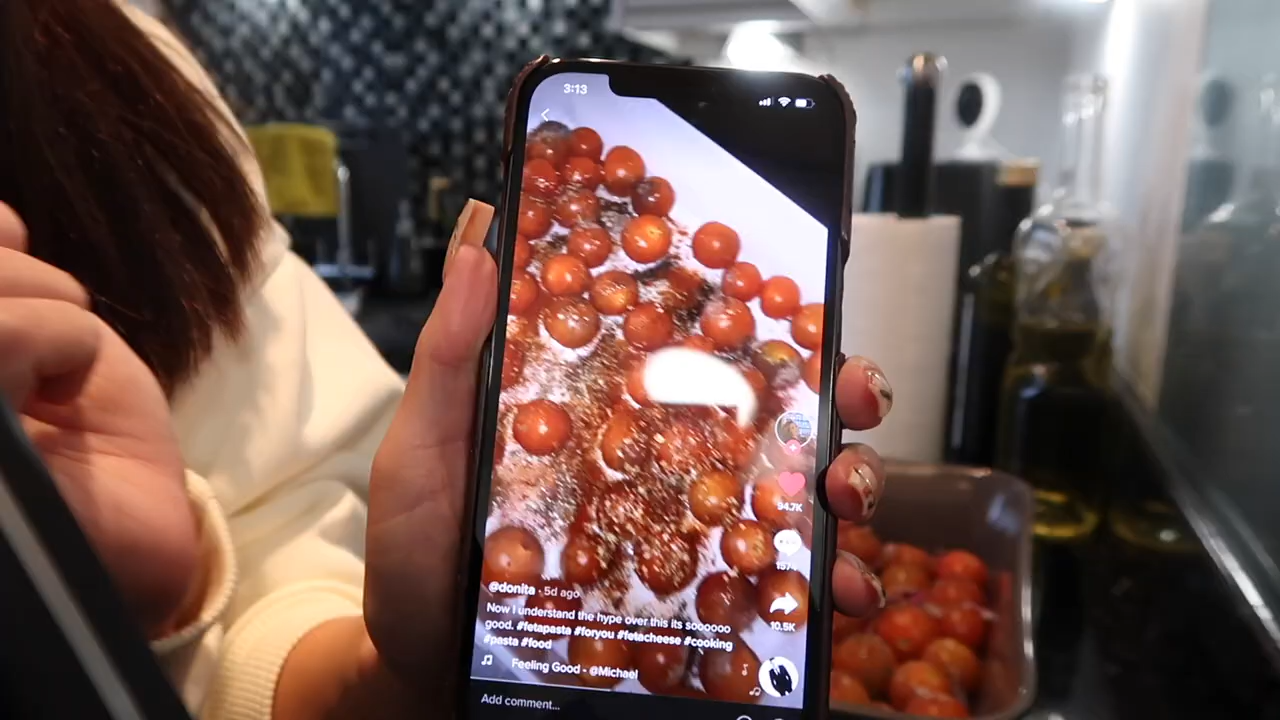 3:13
94.7K
1574
10.5K
@donita · 5d ago
Now I understand the hype over this its soooooo
good. #fetapasta #foryou #fetacheese #cooking
#pasta #food
Feeling Good - @Michael
Add comment...